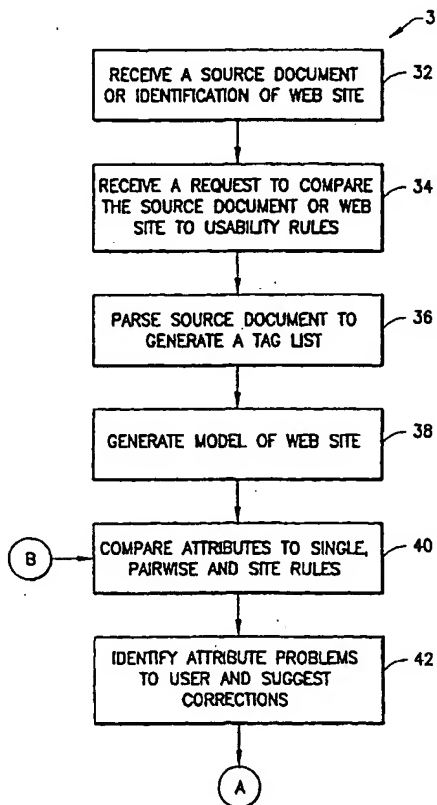 3
RECEIVE A SOURCE DOCUMENT
OR IDENTIFICATION OF WEB SITE
32
RECEIVE A REQUEST TO COMPARE
THE SOURCE DOCUMENT OR WEB
SITE TO USABILITY RULES
34
PARSE SOURCE DOCUMENT TO
GENERATE A TAG LIST
36
GENERATE MODEL OF WEB SITE
38
B
COMPARE ATTRIBUTES TO SINGLE,
PAIRWISE AND SITE RULES
40
IDENTIFY ATTRIBUTE PROBLEMS
TO USER AND SUGGEST
CORRECTIONS
42
A